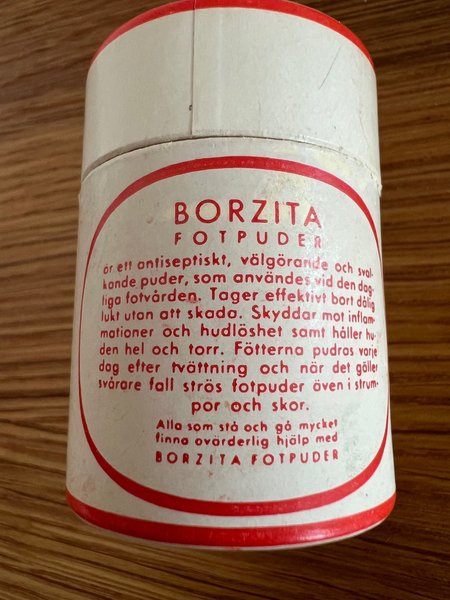 BORZITA
FOTPUDER
är ett antiseptiskt, välgörande och sval-
kande puder, som användes vid den dag-
liga fotvården. Tager effektivt bort dålig
lukt utan att skada. Skyddar mot inflam-
mationer och hudlöshet samt håller hu-
den hel och torr. Fötterna pudras varje
dag efter tvättning och när det gäller
svårare fall strös fotpuder även i strum-
por och skor.
Alla som stå och gå mycket
finna ovärderlig hjälp med
BORZITA FOTPUDER